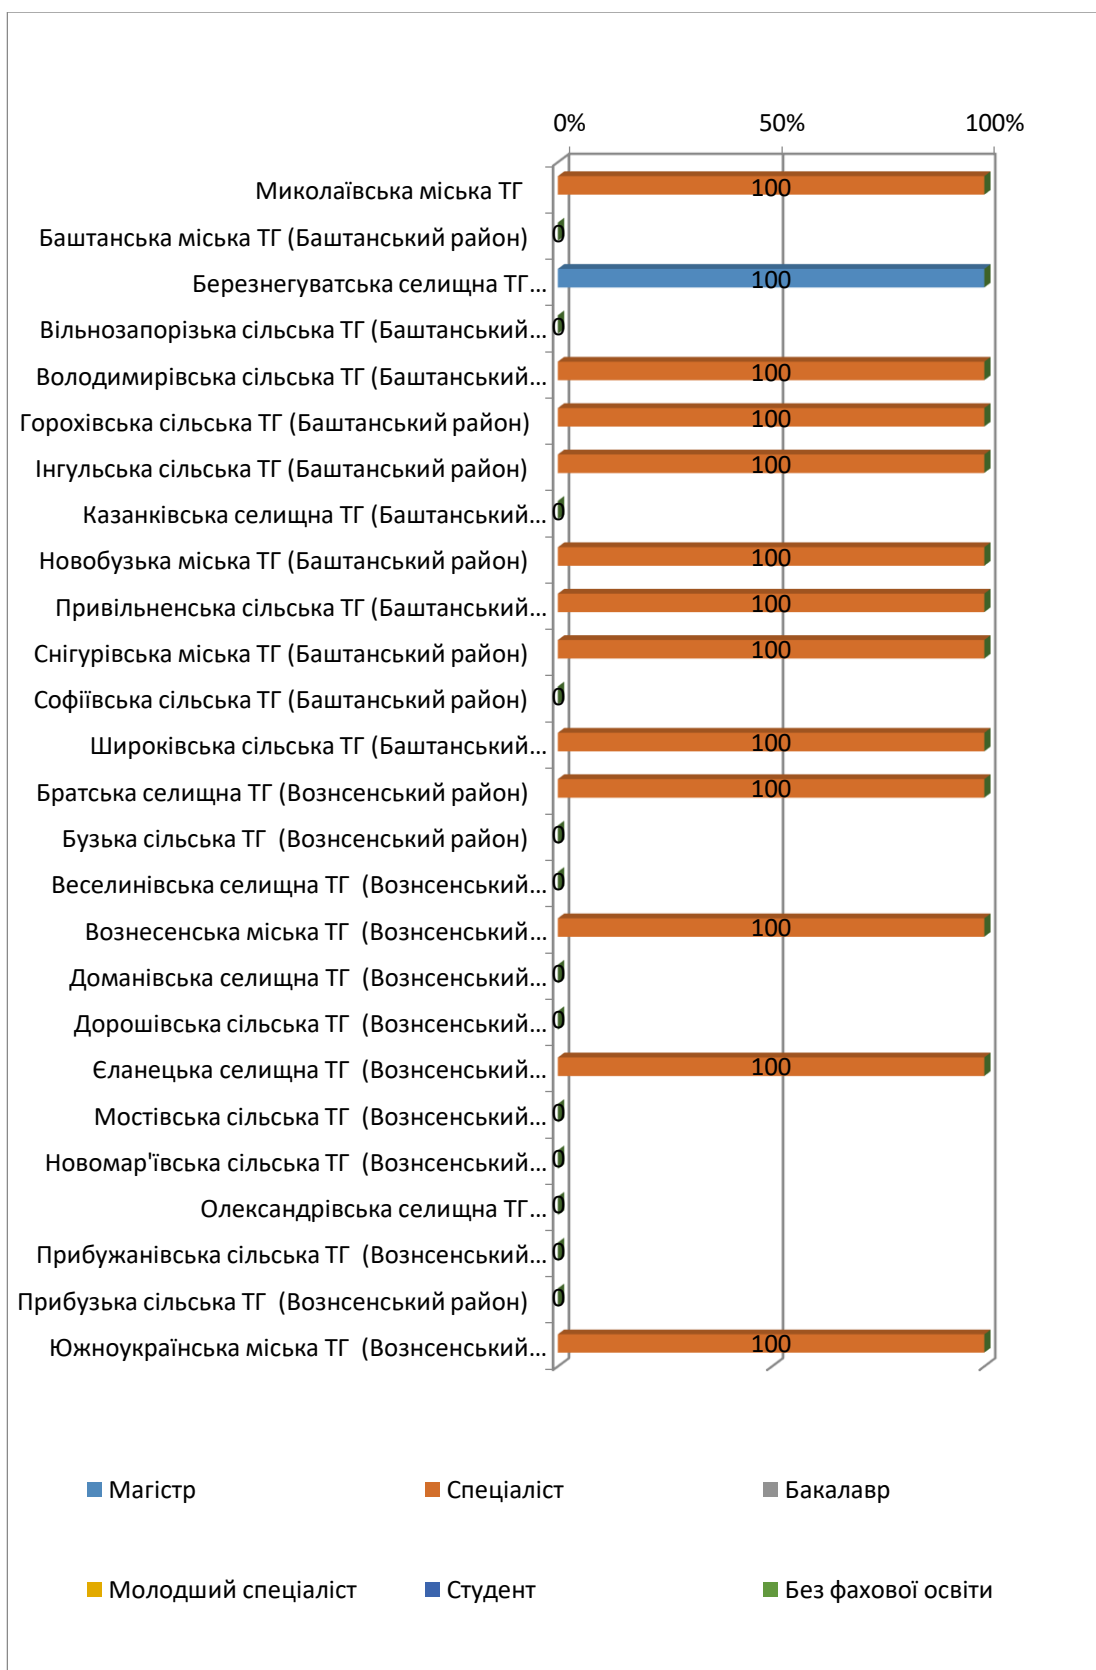 0% 50% 100%
Миколаївська міська ТГ 100
Баштанська міська ТГ (Баштанський район) 0
Березнегуватська селищна ТГ... 100
Вільнозапорізька сільська ТГ (Баштанський... 0
Володимирівська сільська ТГ (Баштанський... 100
Горохівська сільська ТГ (Баштанський район) 100
Інгульська сільська ТГ (Баштанський район) 100
Казанківська селищна ТГ (Баштанський... 0
Новобузька міська ТГ (Баштанський район) 100
Привільненська сільська ТГ (Баштанський... 100
Снігурівська міська ТГ (Баштанський район) 100
Софіївська сільська ТГ (Баштанський район) 0
Широківська сільська ТГ (Баштанський... 100
Братська селищна ТГ (Вознсенський район) 100
Бузька сільська ТГ (Вознсенський район) 0
Веселинівська селищна ТГ (Вознсенський... 0
Вознесенська міська ТГ (Вознсенський... 100
Доманівська селищна ТГ (Вознсенський... 0
Дорошівська сільська ТГ (Вознсенський... 0
Єланецька селищна ТГ (Вознсенський... 100
Мостівська сільська ТГ (Вознсенський... 0
Новомар'ївська сільська ТГ (Вознсенський... 0
Олександрівська селищна ТГ... 0
Прибужанівська сільська ТГ (Вознсенський... 0
Прибузька сільська ТГ (Вознсенський район) 0
Южноукраїнська міська ТГ (Вознсенський... 100
Магістр Спеціаліст Бакалавр
Молодший спеціаліст Студент Без фахової освіти